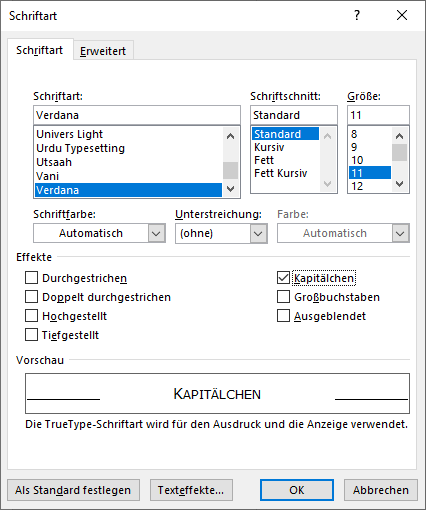 Schriftart
?
Schriftart Erweitert
Schriftart: Schriftschnitt: Größe:
Verdana Standard 11
Univers Light Standard 8
Urdu Typesetting Kursiv 9
Utsaah Fett 10
Vani Fett Kursiv 11
Verdana 12
Schriftfarbe: Unterstreichung: Farbe:
Automatisch (ohne) Automatisch
Effekte
Durchgestrichen Kapitälchen
Doppelt durchgestrichen Großbuchstaben
Hochgestellt Ausgeblendet
Tiefgestellt
Vorschau
KAPITÄLCHEN
Die TrueType-Schriftart wird für den Ausdruck und die Anzeige verwendet.
Als Standard festlegen Texteffekte... OK Abbrechen